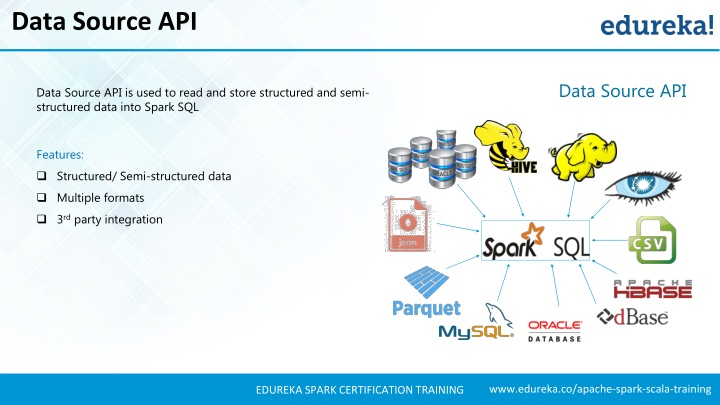 Data Source API
edureka!
Data Source API is used to read and store structured and semi-
structured data into Spark SQL
Data Source API
Features:
❑ Structured/ Semi-structured data
❑ Multiple formats
❑ 3rd party integration
HIVE
ORACLE
json
Spark SQL
CSV
APACHE
HBASE
Parquet
dBase
MySQL
ORACLE
DATABASE
EDUREKA SPARK CERTIFICATION TRAINING
www.edureka.co/apache-spark-scala-training